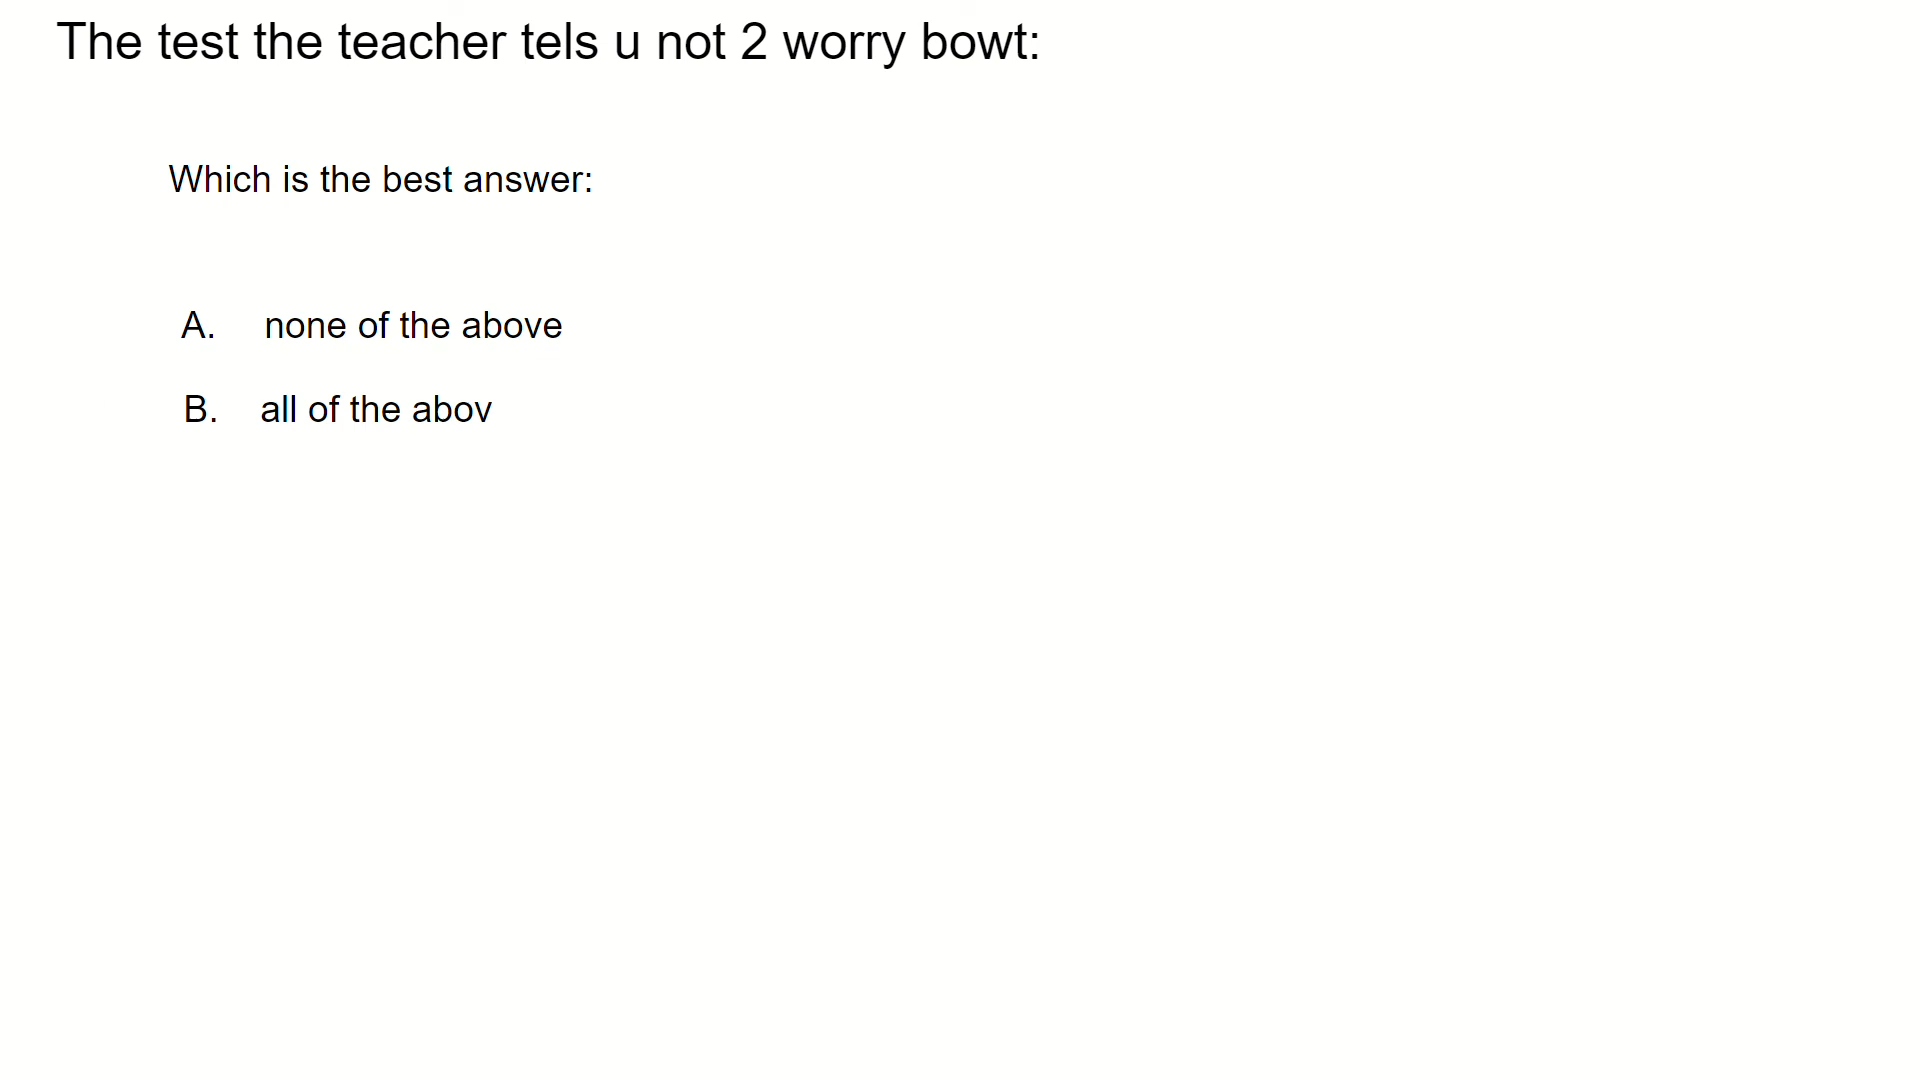 The test the teacher tels u not 2 worry bowt:
Which is the best answer:
A. none of the above
B. all of the abov